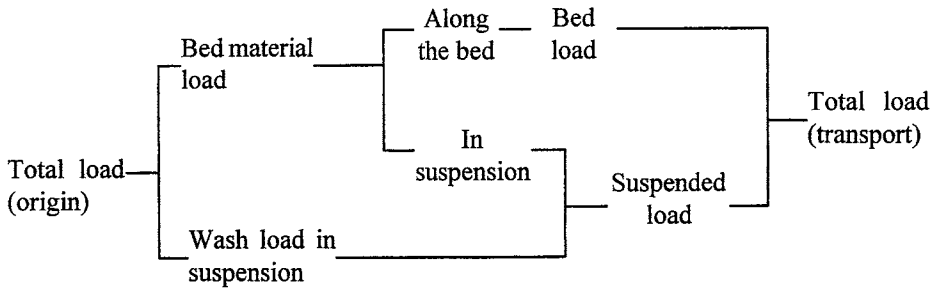 Total load
(origin)
Bed material
load
Wash load in
suspension
Along
the bed
In
suspension
Bed
load
Suspended
load
Total load
(transport)